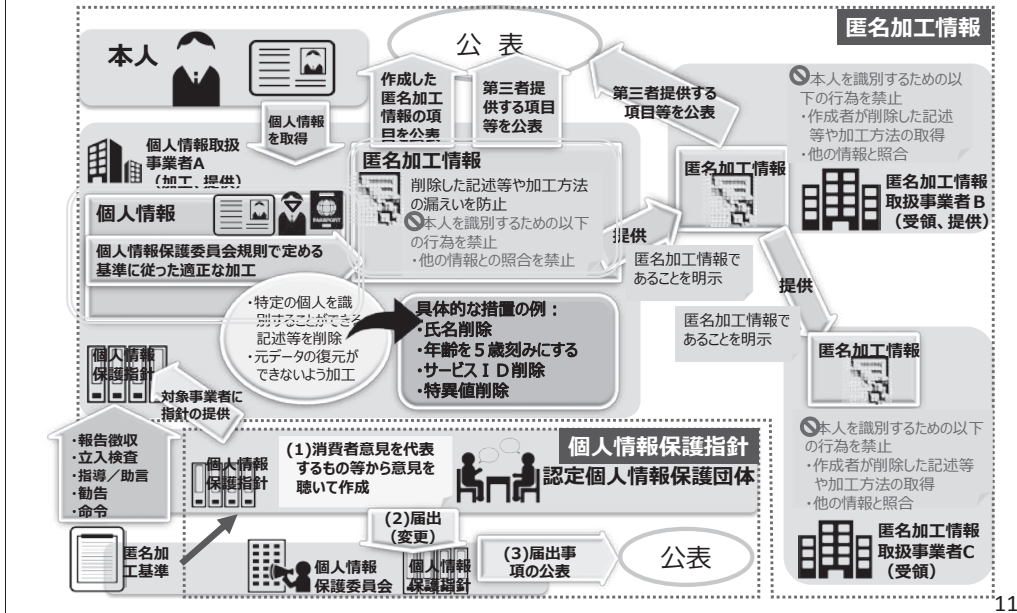 匿名加工情報
公 表
本人
個人情報
を取得
作成した
匿名加工
情報の項
目を公表
第三者提
供する項目
等を公表
第三者提供する
項目等を公表
本人を識別するための以
下の行為を禁止
・作成者が削除した記述
等や加工方法の取得
・他の情報と照合
個人情報取扱
事業者A
（加工、提供）
匿名加工情報
削除した記述等や加工方法
の漏えいを防止
本人を識別するための以下
の行為を禁止
・他の情報との照合を禁止
匿名加工情報
匿名加工情報
取扱事業者B
（受領、提供）
個人情報
PASSPORT
個人情報保護委員会規則で定める
基準に従った適正な加工
提供
匿名加工情報で
あることを明示
提供
・特定の個人を識
別することができる
記述等を削除
・元データの復元が
できないよう加工
具体的な措置の例：
・氏名削除
・年齢を５歳刻みにする
・サービスＩＤ削除
・特異値削除
匿名加工情報で
あることを明示
匿名加工情報
個人情報
保護指針
対象事業者に
指針の提供
・報告徴収
・立入検査
・指導／助言
・勧告
・命令
個人情報
保護指針
(1)消費者意見を代表
するもの等から意見を
聴いて作成
個人情報保護指針
認定個人情報保護団体
本人を識別するための以下
の行為を禁止
・作成者が削除した記述等
や加工方法の取得
・他の情報と照合
(2)届出
（変更）
匿名加
工基準
個人情報
保護委員会
個人情報
保護指針
(3)届出事
項の公表
公表
匿名加工情報
取扱事業者C
（受領）
11